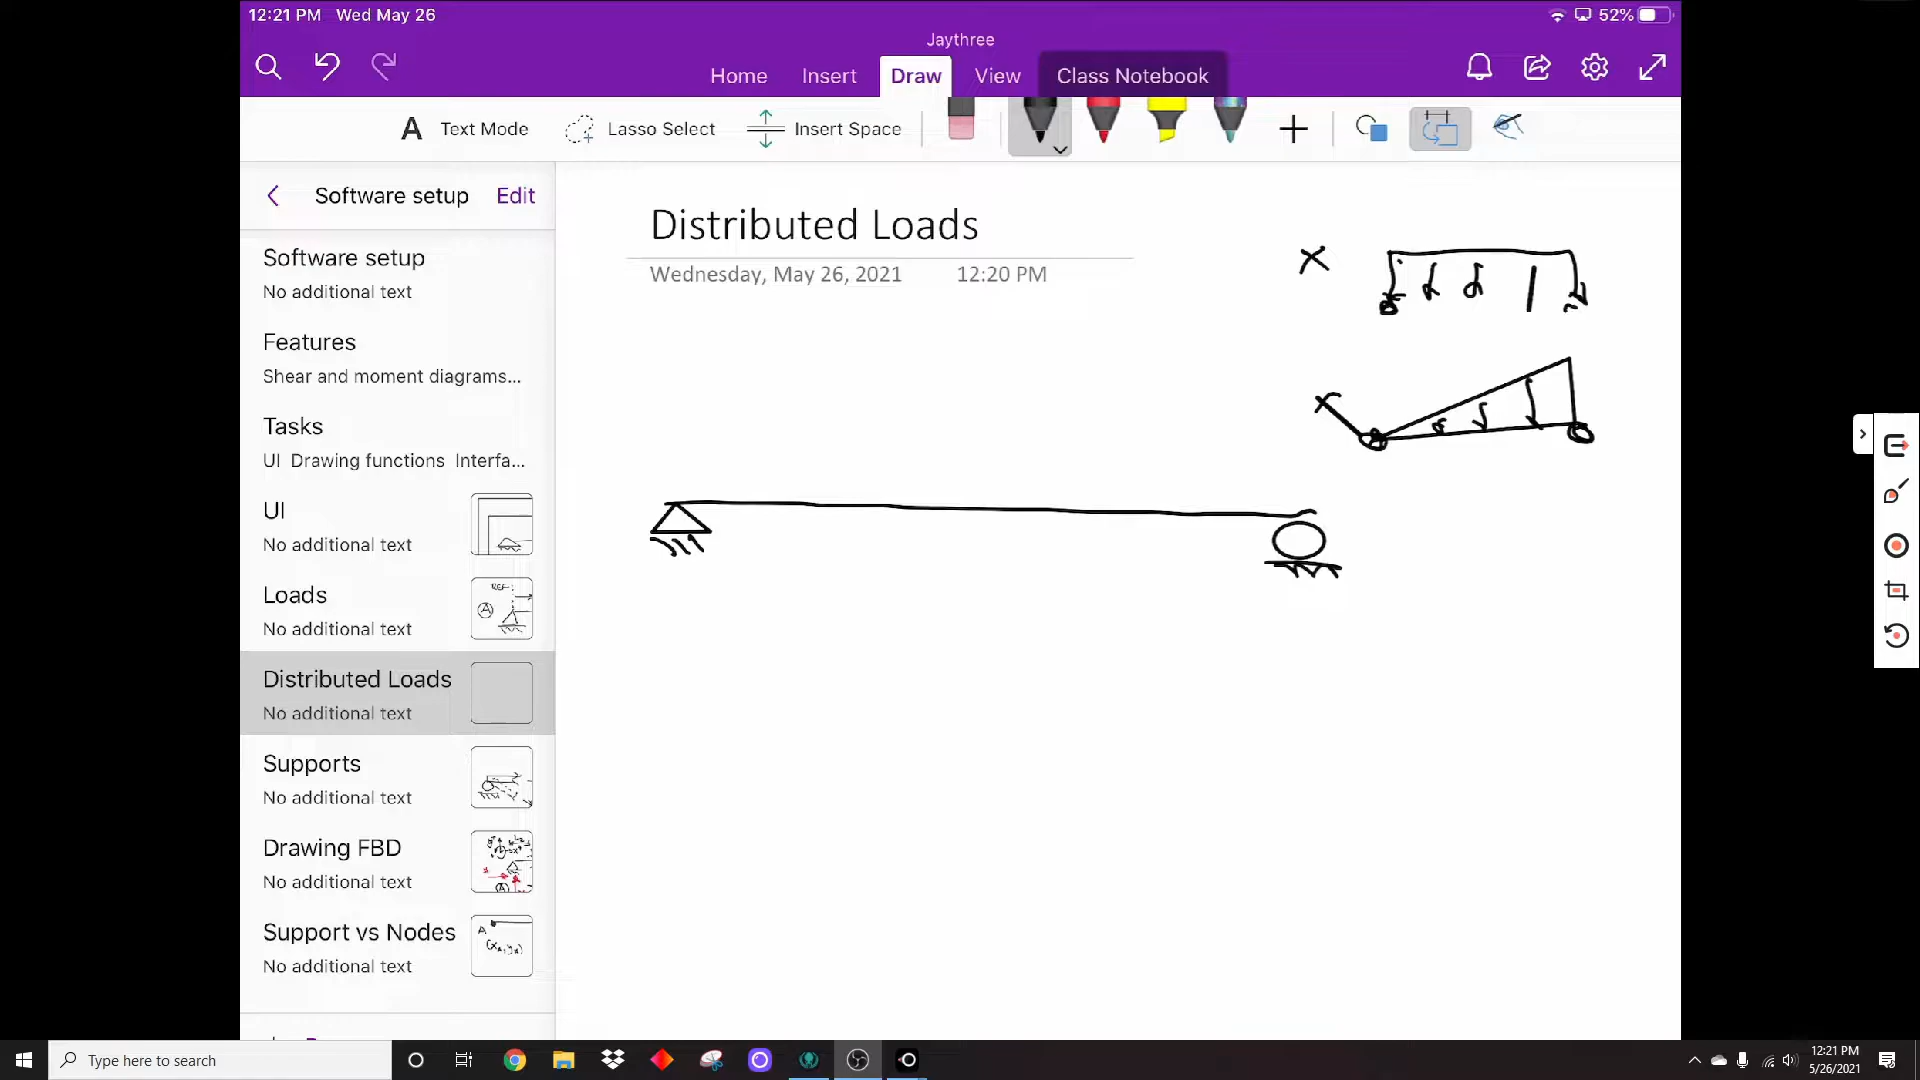 12:21 PM Wed May 26
52%
Jaythree
Home Insert Draw View Class Notebook
A Text Mode Lasso Select Insert Space
Software setup Edit
Software setup
No additional text
Features
Shear and moment diagrams...
Tasks
UI Drawing functions Interfa...
UI
No additional text
Loads
No additional text
REF
A
Distributed Loads
No additional text
Supports
No additional text
Drawing FBD
No additional text
Support vs Nodes
No additional text
A
Distributed Loads
Wednesday, May 26, 2021 12:20 PM
X
Type here to search
12:21 PM
5/26/2021